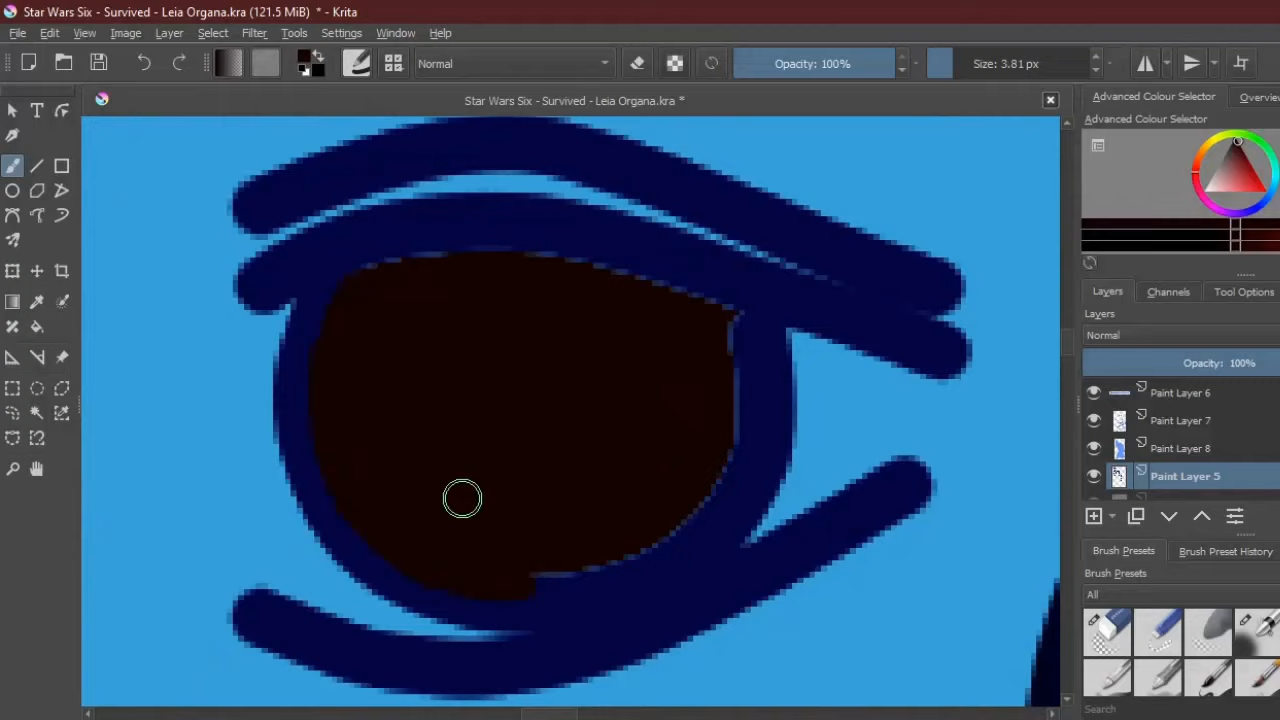 Star Wars Six - Survived - Leia Organa.kra (121.5 MiB) * - Krita
File Edit View Image Layer Filter Select Tools Settings Window Help
Normal
Opacity: 100%
Size: 3.81 px
Star Wars Six - Survived - Leia Organa.kra *
Advanced Colour Selector
Overvie
Advanced Colour Selector
Layers
Channels
Tool Options
Layers
Normal
Opacity: 100%
Paint Layer 6
Paint Layer 7
Paint Layer 8
Paint Layer 5
Brush Presets
Brush Preset History
Brush Presets
All
Search